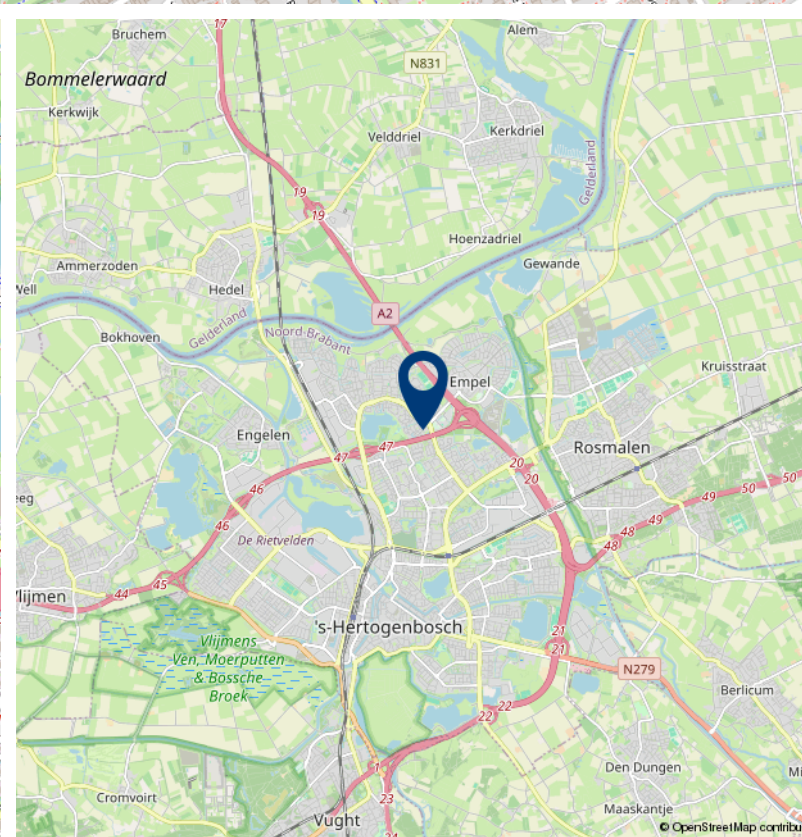 17
Bruchem
Alem
N831
Bommelerwaard
Kerkwijk
Velddriel
Kerkdriel
Gelderland
19
19
Hoenzadriel
Gewande
Ammerzoden
Hedel
Well
A2
Gelderland
Noord-Brabant
Bokhoven
Kruisstraat
Empel
Engelen
Rosmalen
47
47
46
46
20
20
50
50
49
49
48
48
De Rietvelden
45
44
Vlijmen
's-Hertogenbosch
Vlijmens
Ven, Moerputten
& Bossche
Broek
21
21
N279
Berlicum
22
22
Den Dungen
1
23
Cromvoirt
Maaskantje
Vught
24
© OpenStreetMap contribu